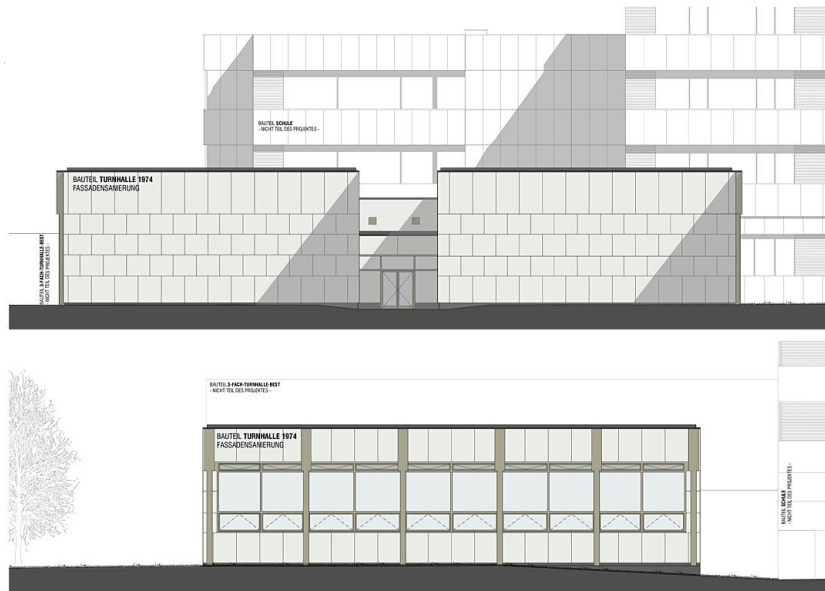 BAUTEIL SCHULE
- NICHT TEIL DES PROJEKTES -
BAUTEIL TURNHALLE 1974
FASSADENSANIERUNG
BAUTEIL 3-FACH-TURNHALLE-REST
- NICHT TEIL DES PROJEKTES -
BAUTEIL 3-FACH-TURNHALLE-BEST
- NICHT TEIL DES PROJEKTES -
BAUTEIL TURNHALLE 1974
FASSADENSANIERUNG
BAUTEIL SCHULE
- NICHT TEIL DES PROJEKTES -